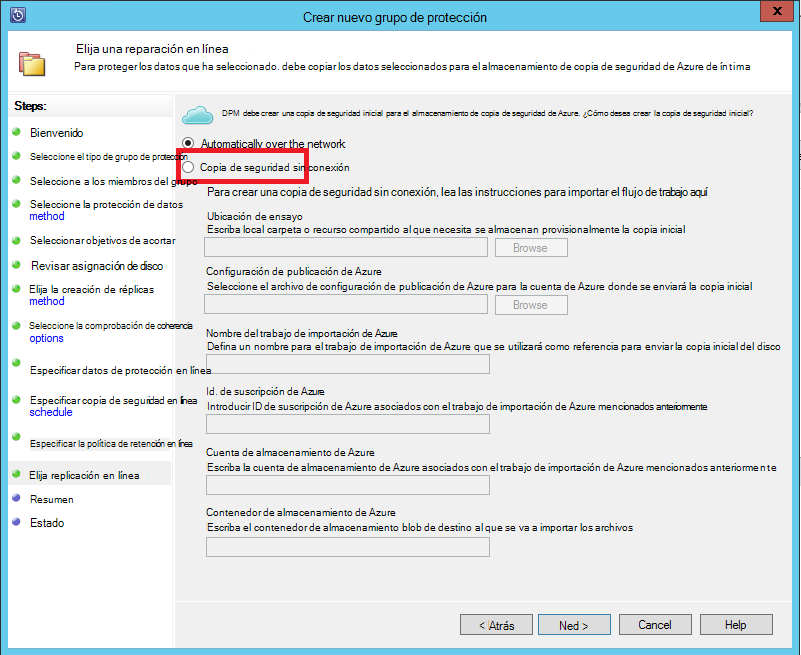 Crear nuevo grupo de protección
x
Elija una reparación en línea
Para proteger los datos que ha seleccionado. debe copiar los datos seleccionados para el almacenamiento de copia de seguridad de Azure de íntima
Steps:
Bienvenido
Seleccione el tipo de grupo de protección
Seleccione a los miembros del grupo
Seleccione la protección de datos
method
Seleccionar objetivos de acortar
Revisar asignación de disco
Elija la creación de réplicas
method
Seleccione la comprobación de coherencia
options
Especificar datos de protección en línea
Especificar copia de seguridad en línea
schedule
Especificar la política de retención en línea
Elija replicación en línea
Resumen
Estado
DPM debe crear una copia de seguridad inicial para el almacenamiento de copia de seguridad de Azure. ¿Cómo desea crear la copia de seguridad inicial?
Automatically over the network
Copia de seguridad sin conexión
Para crear una copia de seguridad sin conexión, lea las instrucciones para importar el flujo de trabajo aquí
Ubicación de ensayo
Escriba local carpeta o recurso compartido al que necesita se almacenan provisionalmente la copia inicial
Browse
Configuración de publicación de Azure
Seleccione el archivo de configuración de publicación de Azure para la cuenta de Azure donde se enviará la copia inicial
Browse
Nombre del trabajo de importación de Azure
Defina un nombre para el trabajo de importación de Azure que se utilizará como referencia para enviar la copia inicial del disco
Id. de suscripción de Azure
Introducir ID de suscripción de Azure asociados con el trabajo de importación de Azure mencionados anteriormente
Cuenta de almacenamiento de Azure
Escriba la cuenta de almacenamiento de Azure asociados con el trabajo de importación de Azure mencionados anteriormente
Contenedor de almacenamiento de Azure
Escriba el contenedor de almacenamiento blob de destino al que se va a importar los archivos
< Atrás
Ned >
Cancel
Help